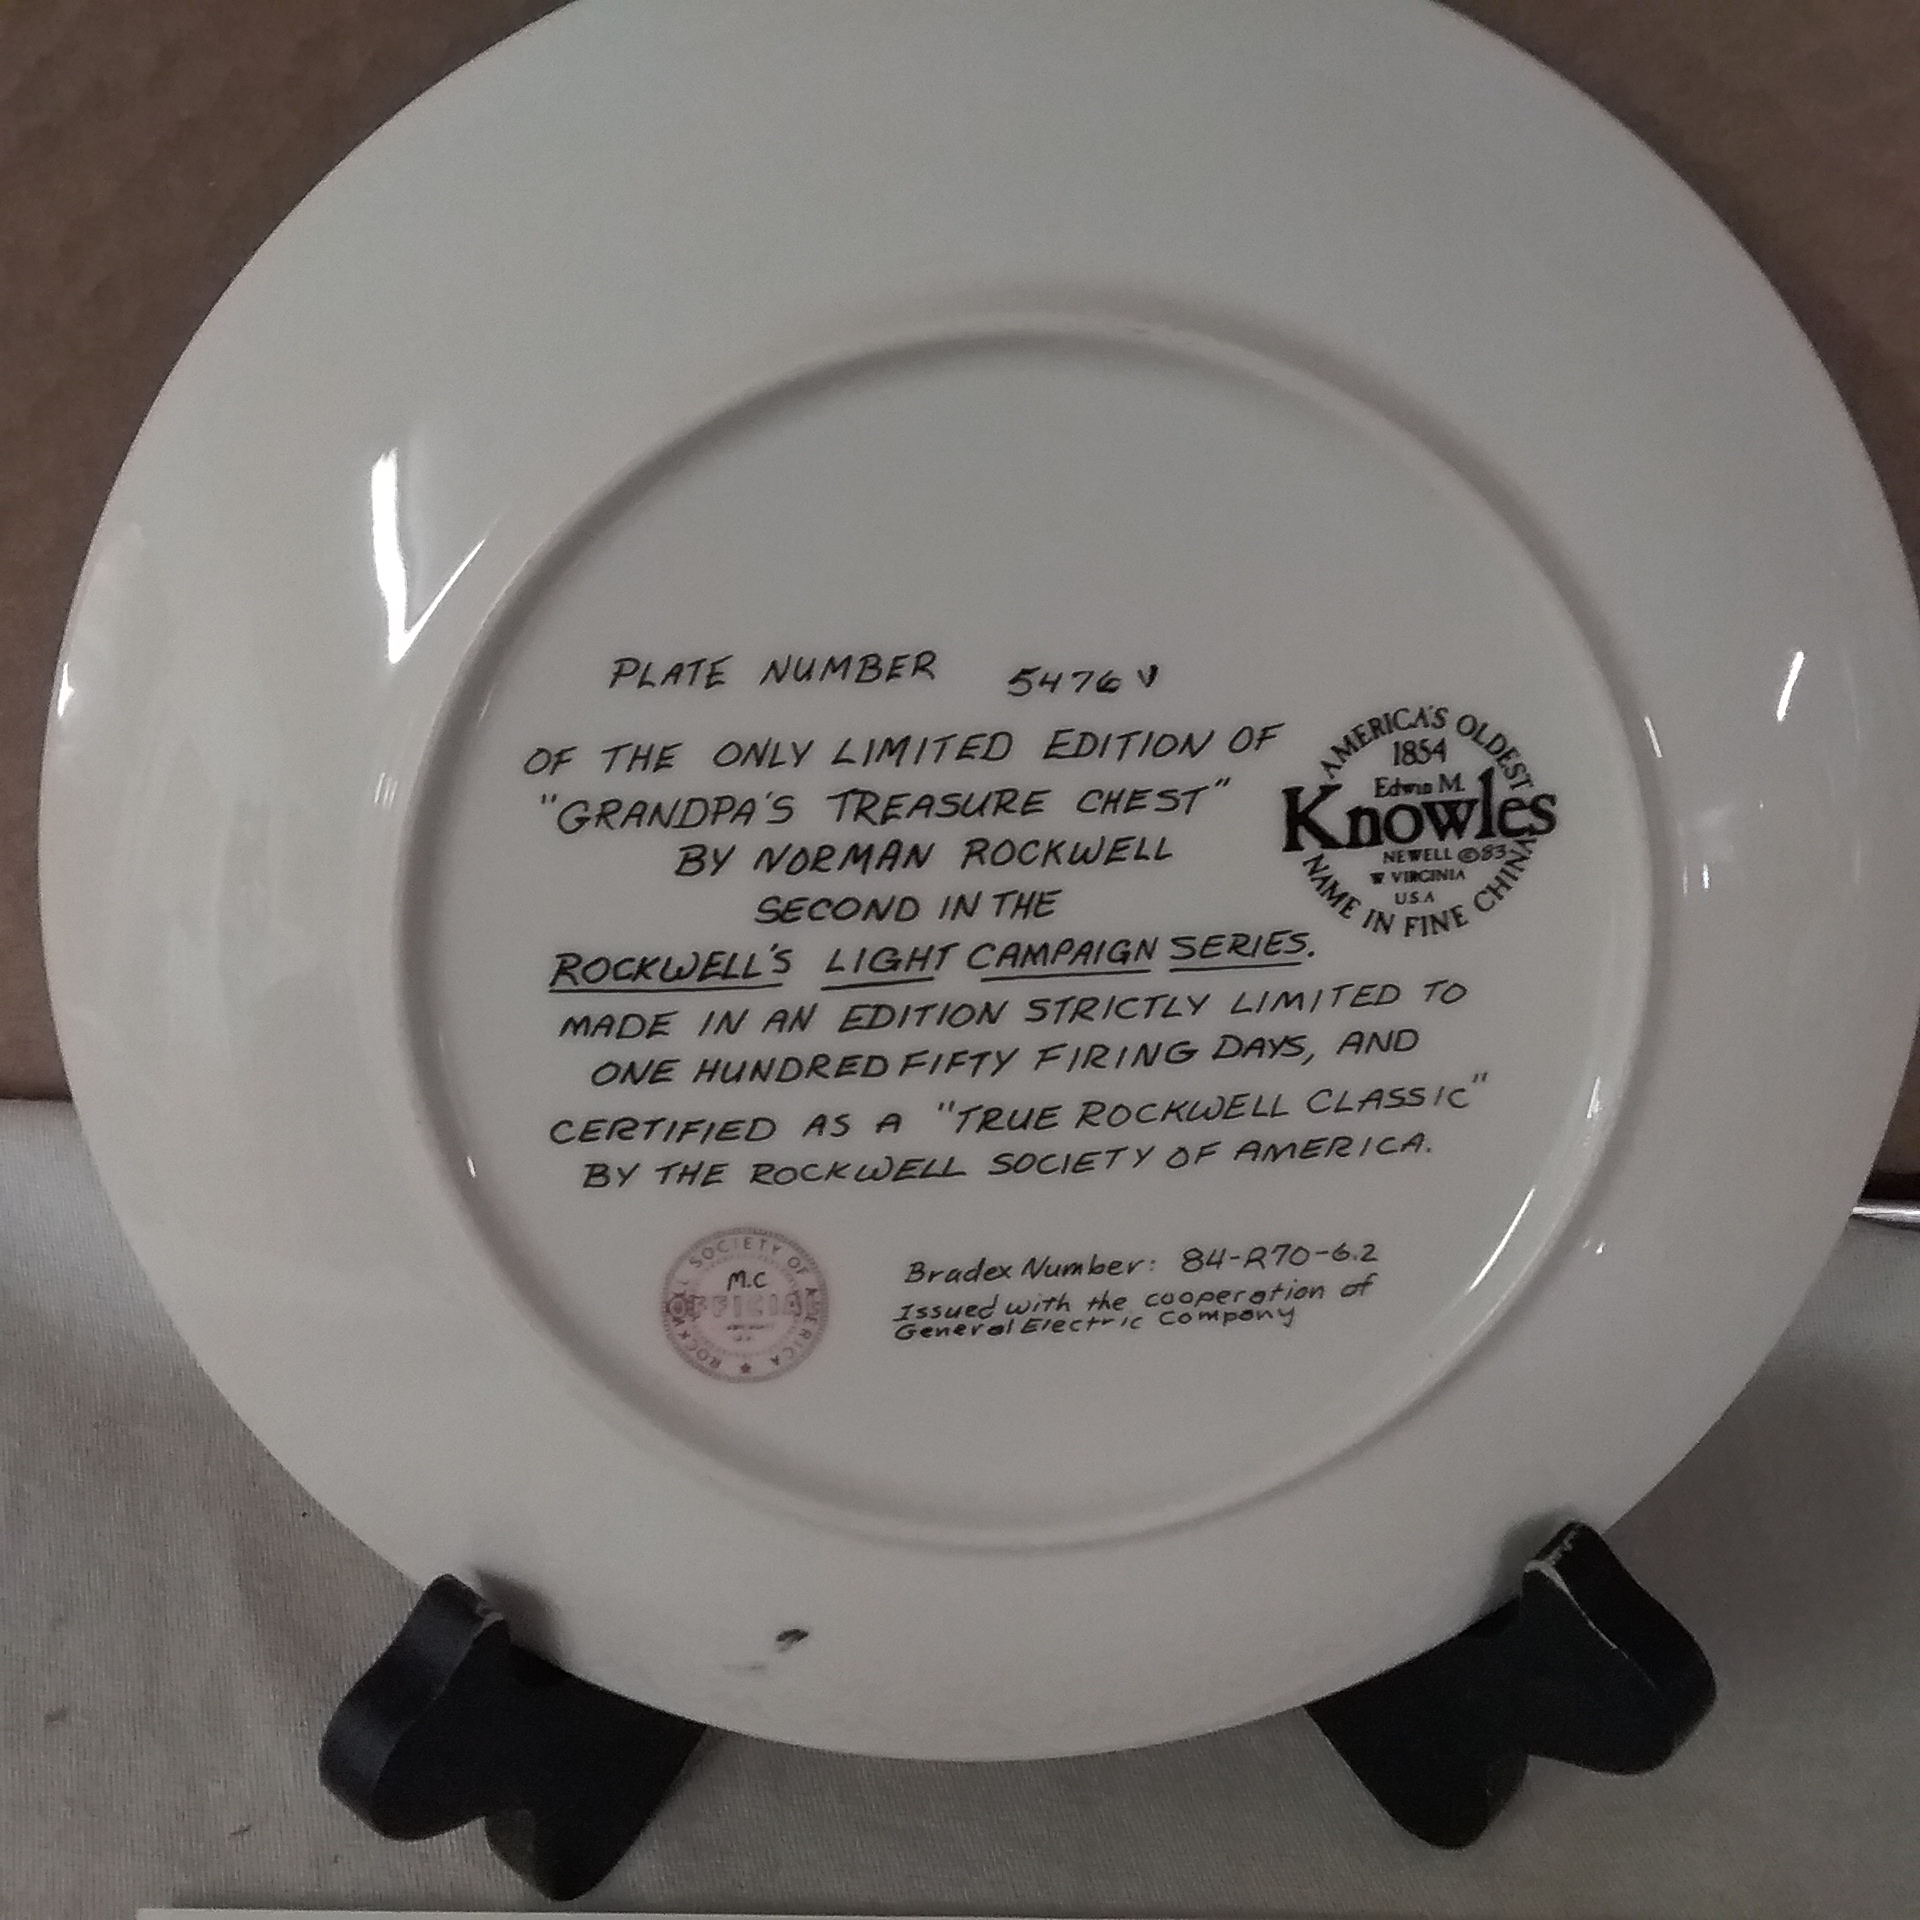 PLATE NUMBER 5476V
OF THE ONLY LIMITED EDITION OF
"GRANDPA'S TREASURE CHEST"
BY NORMAN ROCKWELL
SECOND IN THE
ROCKWELL'S LIGHT CAMPAIGN SERIES.
MADE IN AN EDITION STRICTLY LIMITED TO
ONE HUNDRED FIFTY FIRING DAYS, AND
CERTIFIED AS A "TRUE ROCKWELL CLASSIC"
BY THE ROCKWELL SOCIETY OF AMERICA.
AMERICA'S OLDEST
1854
Edwin M.
Knowles
NEWELL ©83
W VIRGINIA
U.S.A
NAME IN FINE CHINA
ROCKWELL SOCIETY OF AMERICA
M.C
OFFICIAL
Bradex Number: 84-R70-6.2
Issued with the cooperation of
General Electric Company